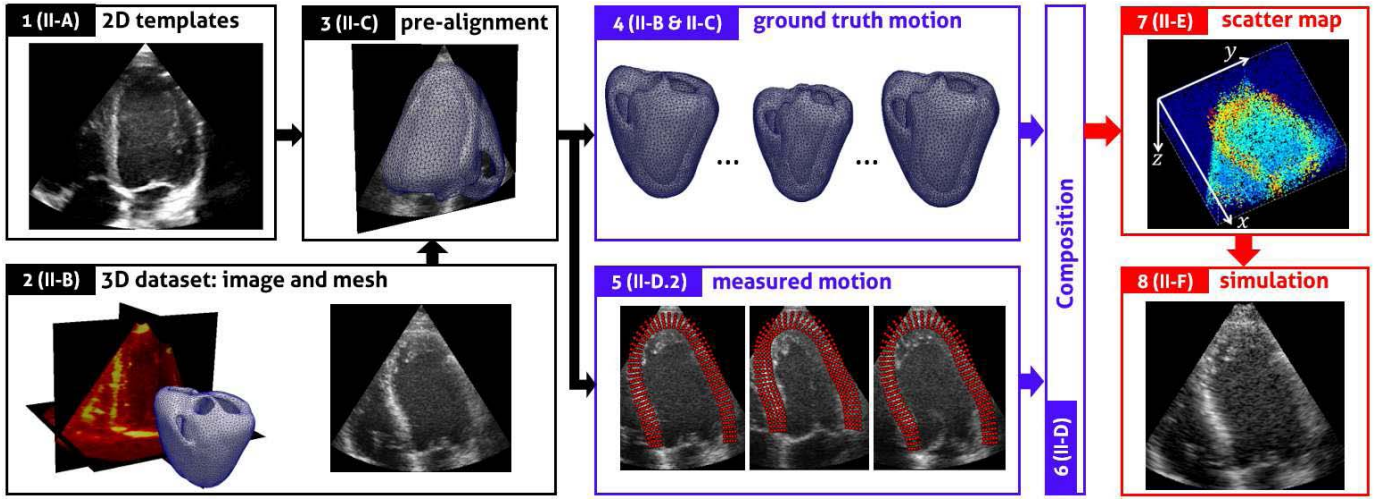 1 (II-A) 2D templates
3 (II-C) pre-alignment
4 (II-B & II-C) ground truth motion
... ...
7 (II-E) scatter map
y
z
x
2 (II-B) 3D dataset: image and mesh
5 (II-D.2) measured motion
6 (II-D) Composition
8 (II-F) simulation